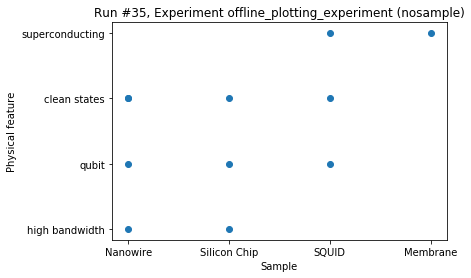 Run #35, Experiment offline_plotting_experiment (nosample)
superconducting
clean states
qubit
high bandwidth
Physical feature
Nanowire
Silicon Chip
SQUID
Membrane
Sample